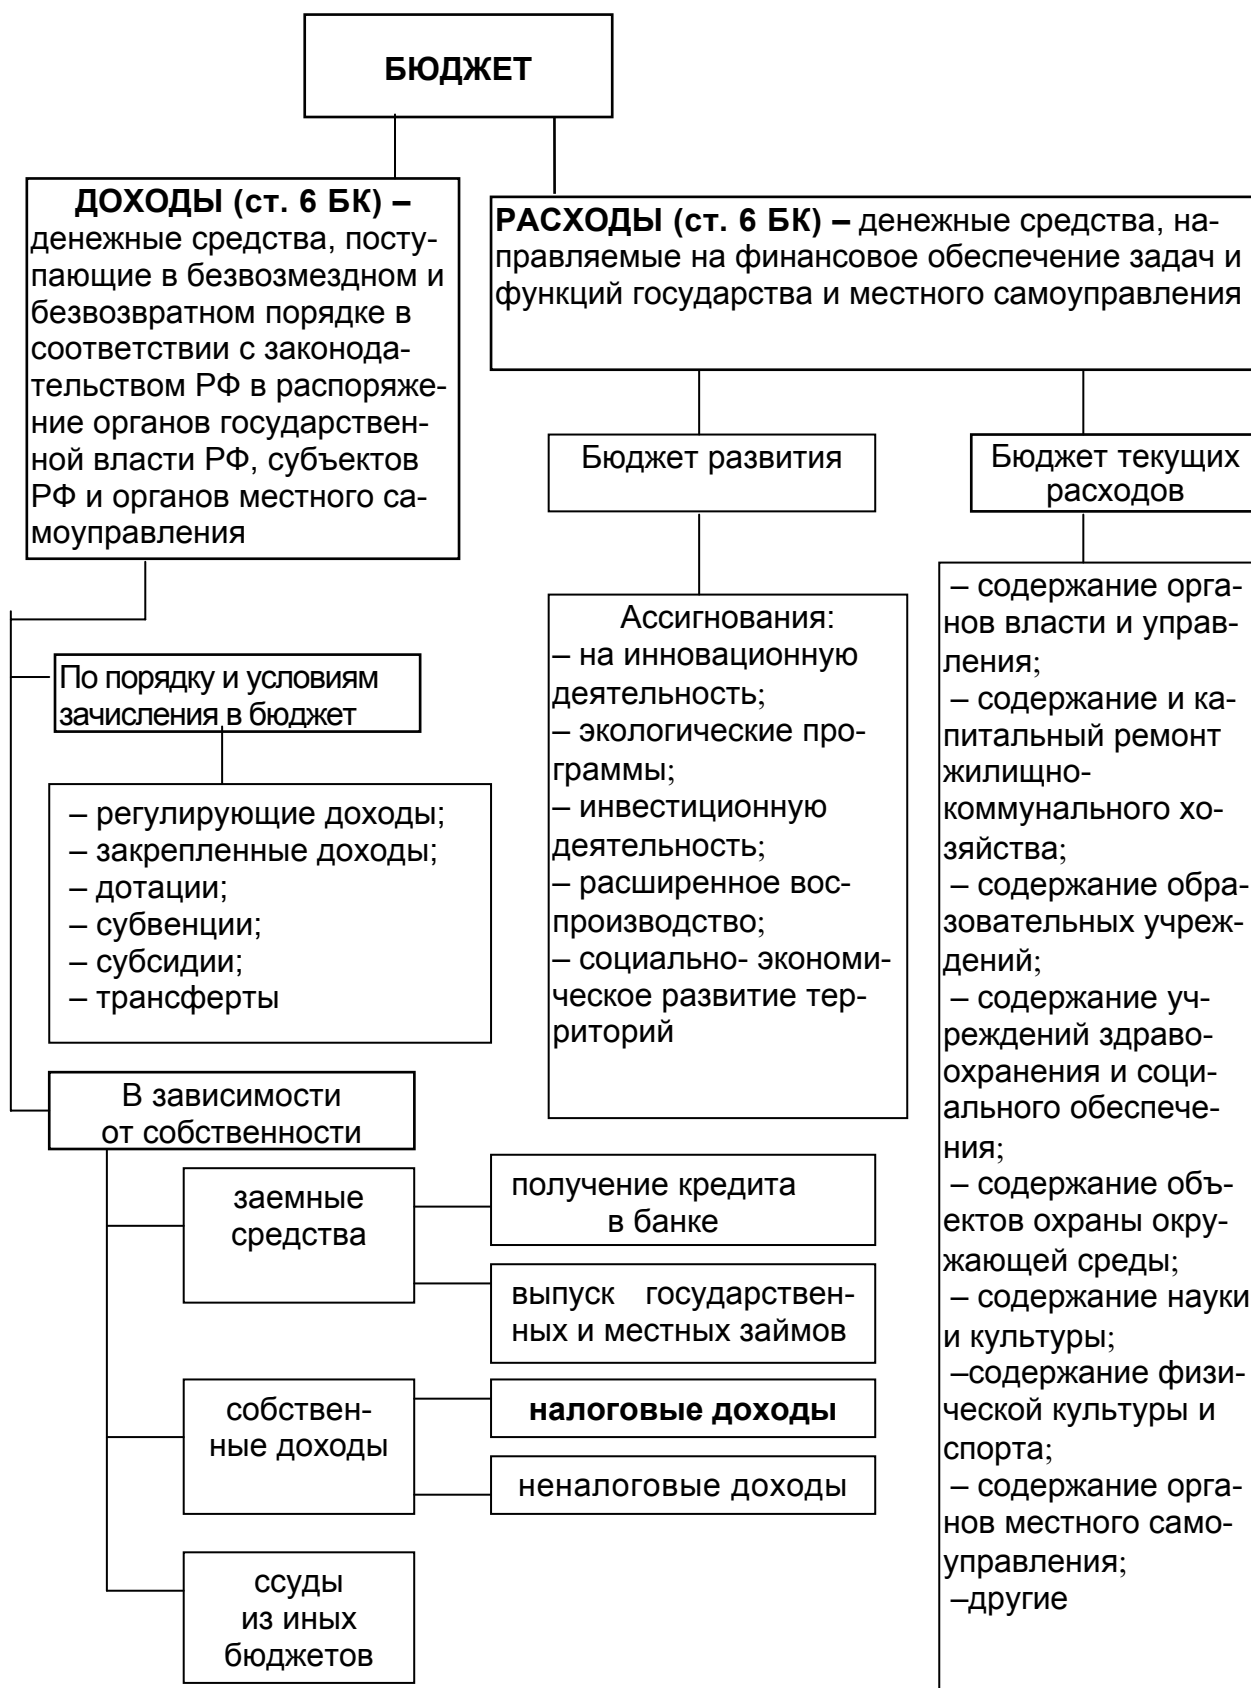 БЮДЖЕТ
ДОХОДЫ (ст. 6 БК) –
денежные средства, посту-
пающие в безвозмездном и
безвозвратном порядке в
соответствии с законода-
тельством РФ в распоряже-
ние органов государствен-
ной власти РФ, субъектов
РФ и органов местного са-
моуправления
РАСХОДЫ (ст. 6 БК) – денежные средства, на-
правляемые на финансовое обеспечение задач и
функций государства и местного самоуправления
По порядку и условиям
зачисления в бюджет
– регулирующие доходы;
– закрепленные доходы;
– дотации;
– субвенции;
– субсидии;
– трансферты
В зависимости
от собственности
заемные
средства
получение кредита
в банке
выпуск государствен-
ных и местных займов
собствен-
ные доходы
налоговые доходы
неналоговые доходы
ссуды
из иных
бюджетов
Бюджет развития
Ассигнования:
– на инновационную
деятельность;
– экологические про-
граммы;
– инвестиционную
деятельность;
– расширенное вос-
производство;
– социально- экономи-
ческое развитие тер-
риторий
Бюджет текущих
расходов
– содержание орга-
нов власти и управ-
ления;
– содержание и ка-
питальный ремонт
жилищно-
коммунального хо-
зяйства;
– содержание обра-
зовательных учреж-
дений;
– содержание уч-
реждений здраво-
охранения и соци-
ального обеспече-
ния;
– содержание объ-
ектов охраны окру-
жающей среды;
– содержание науки
и культуры;
–содержание физи-
ческой культуры и
спорта;
– содержание орга-
нов местного само-
управления;
–другие